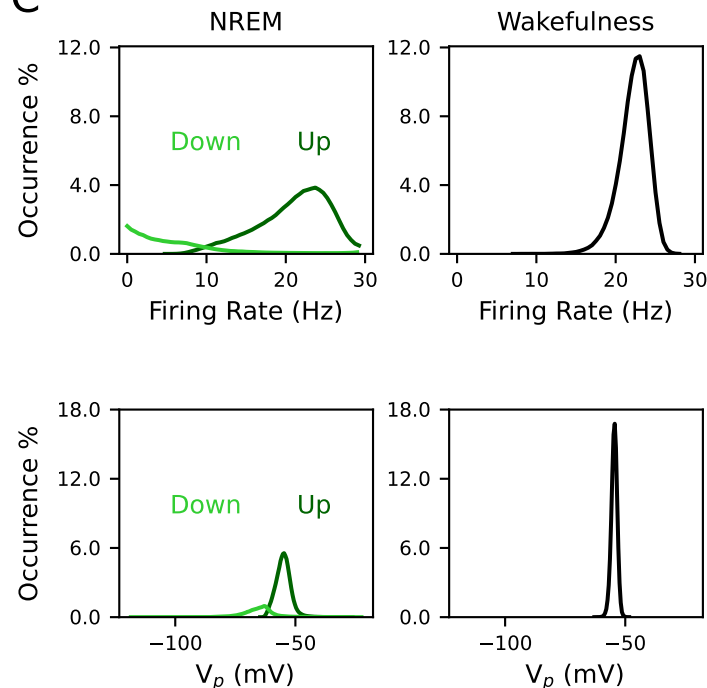 C
NREM
Wakefulness
Occurrence %
12.0
8.0
4.0
0.0
Down
Up
0
10
20
30
Firing Rate (Hz)
12.0
8.0
4.0
0.0
0
10
20
30
Firing Rate (Hz)
Occurrence %
18.0
12.0
6.0
0.0
Down
Up
−100
−50
Vp (mV)
18.0
12.0
6.0
0.0
−100
−50
Vp (mV)